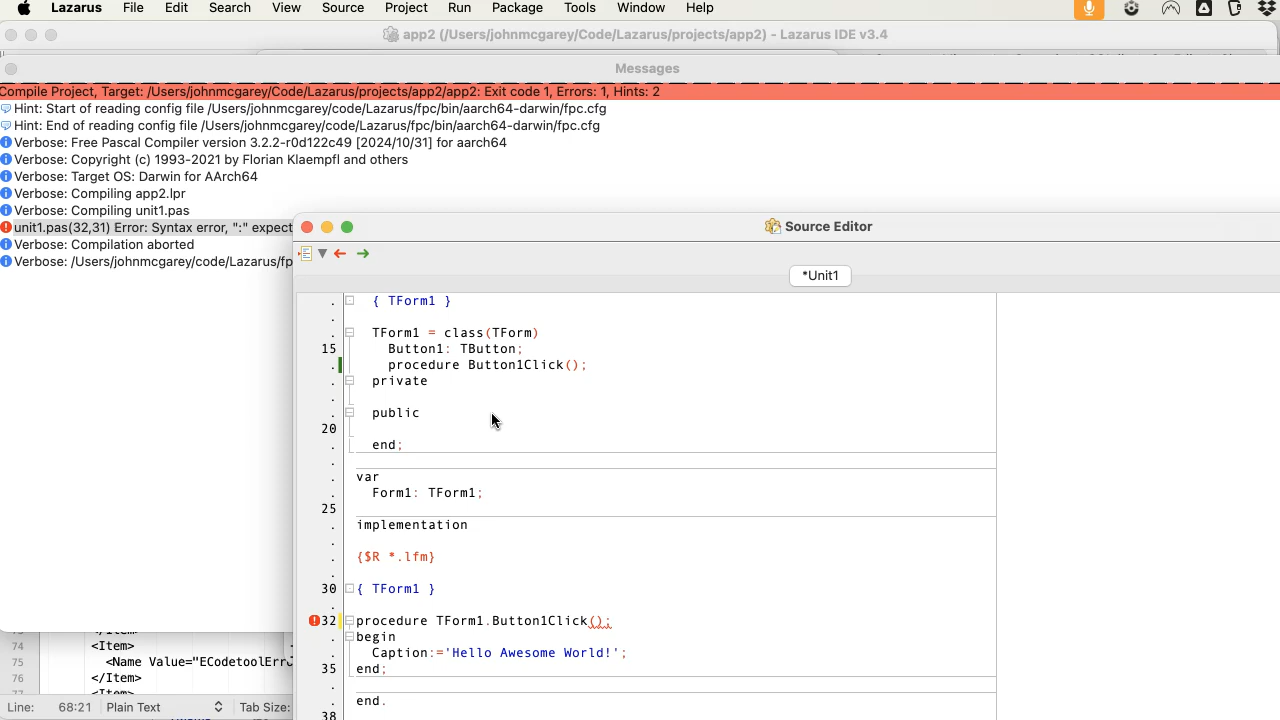 Lazarus File Edit Search View Source Project Run Package Tools Window Help
app2 (/Users/johnmcgarey/Code/Lazarus/projects/app2) - Lazarus IDE v3.4
Messages
Compile Project, Target: /Users/johnmcgarey/Code/Lazarus/projects/app2/app2: Exit code 1, Errors: 1, Hints: 2
Hint: Start of reading config file /Users/johnmcgarey/code/Lazarus/fpc/bin/aarch64-darwin/fpc.cfg
Hint: End of reading config file /Users/johnmcgarey/code/Lazarus/fpc/bin/aarch64-darwin/fpc.cfg
Verbose: Free Pascal Compiler version 3.2.2-r0d122c49 [2024/10/31] for aarch64
Verbose: Copyright (c) 1993-2021 by Florian Klaempfl and others
Verbose: Target OS: Darwin for AArch64
Verbose: Compiling app2.lpr
Verbose: Compiling unit1.pas
unit1.pas(32,31) Error: Syntax error, ":" expect
Verbose: Compilation aborted
Verbose: /Users/johnmcgarey/code/Lazarus/fp
Source Editor
*Unit1
. { TForm1 }
.
. TForm1 = class(TForm)
15 Button1: TButton;
. procedure Button1Click();
. private
.
. public
20
. end;
.
. var
. Form1: TForm1;
25
. implementation
.
. {$R *.lfm}
.
30 { TForm1 }
.
32 procedure TForm1.Button1Click();
. begin
. Caption:='Hello Awesome World!';
35 end;
.
. end.
38
73 </Item>
74 <Item>
75 <Name Value="ECodetoolErr
76 </Item>
77 <Item>
Line: 68:21 Plain Text Tab Size: